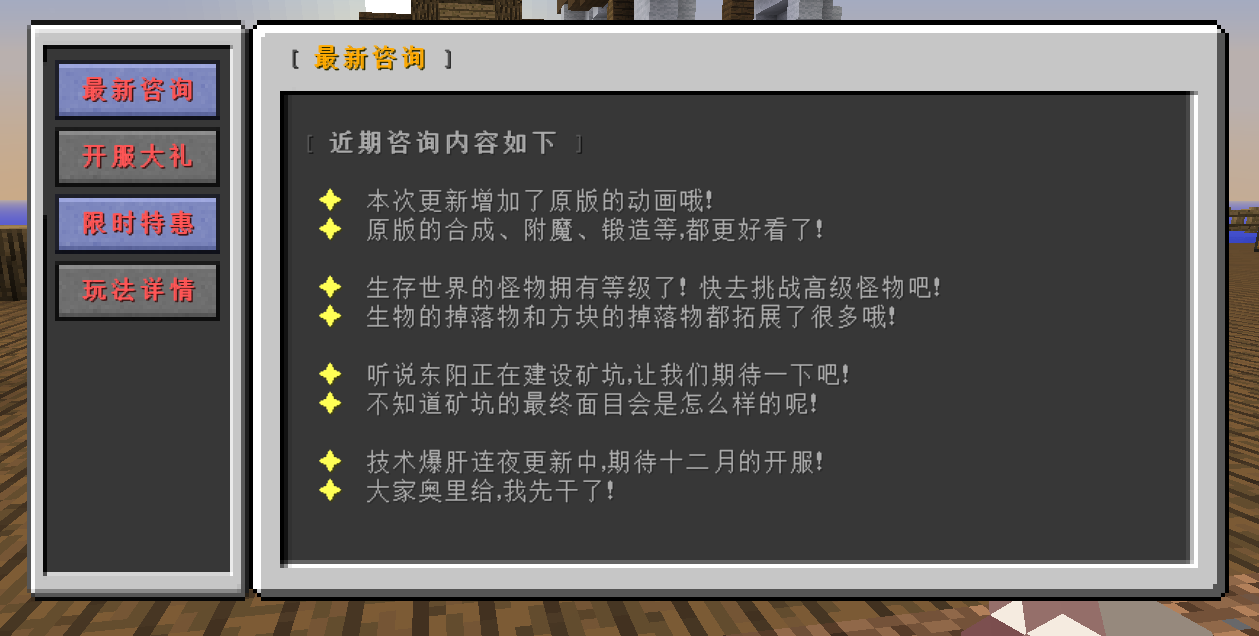 最新咨询
开服大礼
限时特惠
玩法详情
[ 最新咨询 ]
[ 近期咨询内容如下 ]
本次更新增加了原版的动画哦!
原版的合成、附魔、锻造等,都更好看了!
生存世界的怪物拥有等级了! 快去挑战高级怪物吧!
生物的掉落物和方块的掉落物都拓展了很多哦!
听说东阳正在建设矿坑,让我们期待一下吧!
不知道矿坑的最终面目会是怎么样的呢!
技术爆肝连夜更新中,期待十二月的开服!
大家奥里给,我先干了!